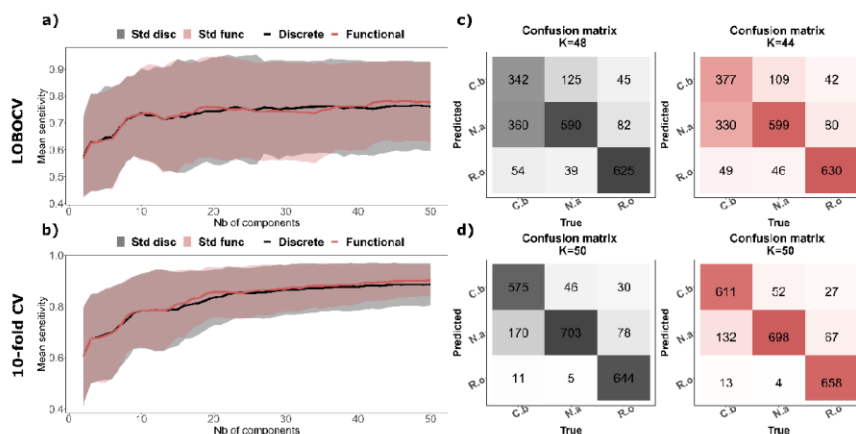 a)
Std disc Std func Discrete Functional
LOBOCV
Mean sensitivity
0.9
0.8
0.7
0.6
0.5
0.4
0 10 20 30 40 50
Nb of components
b)
Std disc Std func Discrete Functional
10-fold CV
Mean sensitivity
1.0
0.8
0.6
0.4
0 10 20 30 40 50
Nb of components
c)
Confusion matrix
K=48
Predicted
C.b 342 125 45
N.a 360 590 82
R.o 54 39 625
C.b N.a R.o
True
Confusion matrix
K=44
Predicted
C.b 377 109 42
N.a 330 599 80
R.o 49 46 630
C.b N.a R.o
True
d)
Confusion matrix
K=50
Predicted
C.b 575 46 30
N.a 170 703 78
R.o 11 5 644
C.b N.a R.o
True
Confusion matrix
K=50
Predicted
C.b 611 52 27
N.a 132 698 67
R.o 13 4 658
C.b N.a R.o
True